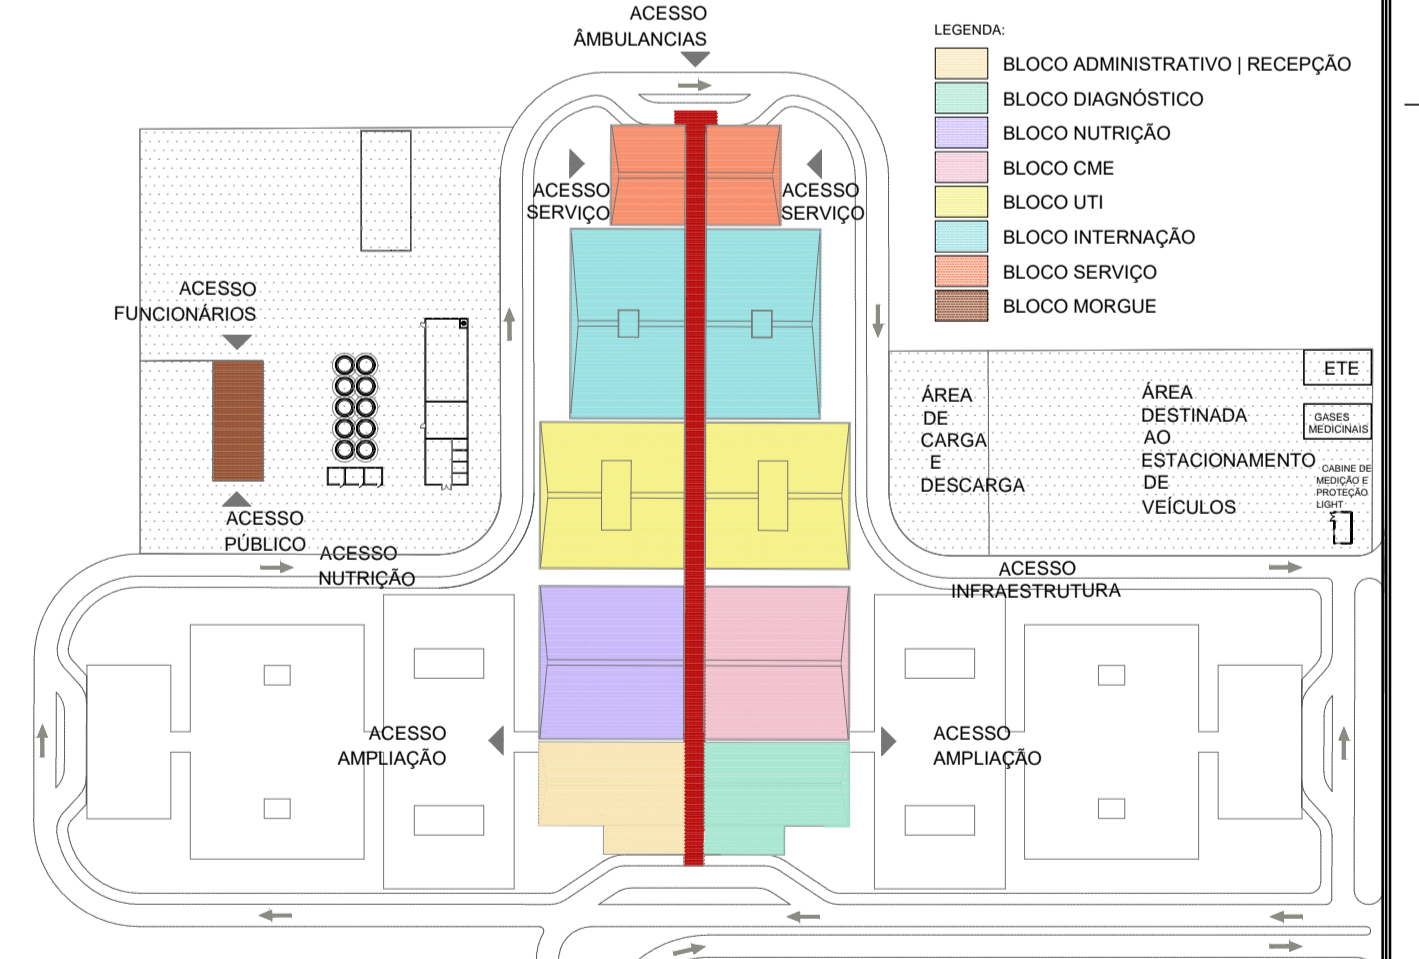 ACESSO
ÂMBULANCIAS
LEGENDA:
BLOCO ADMINISTRATIVO | RECEPÇÃO
BLOCO DIAGNÓSTICO
BLOCO NUTRIÇÃO
BLOCO CME
BLOCO UTI
BLOCO INTERNAÇÃO
BLOCO SERVIÇO
BLOCO MORGUE
ACESSO
SERVIÇO
ACESSO
SERVIÇO
ACESSO
FUNCIONÁRIOS
ACESSO
PÚBLICO
ACESSO
NUTRIÇÃO
ÁREA
DE
CARGA
E
DESCARGA
ÁREA
DESTINADA
AO
ESTACIONAMENTO
DE
VEÍCULOS
ETE
GASES
MEDICINAIS
CABINE DE
MEDIÇÃO E
PROTEÇÃO
LIGHT
ACESSO
INFRAESTRUTURA
ACESSO
AMPLIAÇÃO
ACESSO
AMPLIAÇÃO